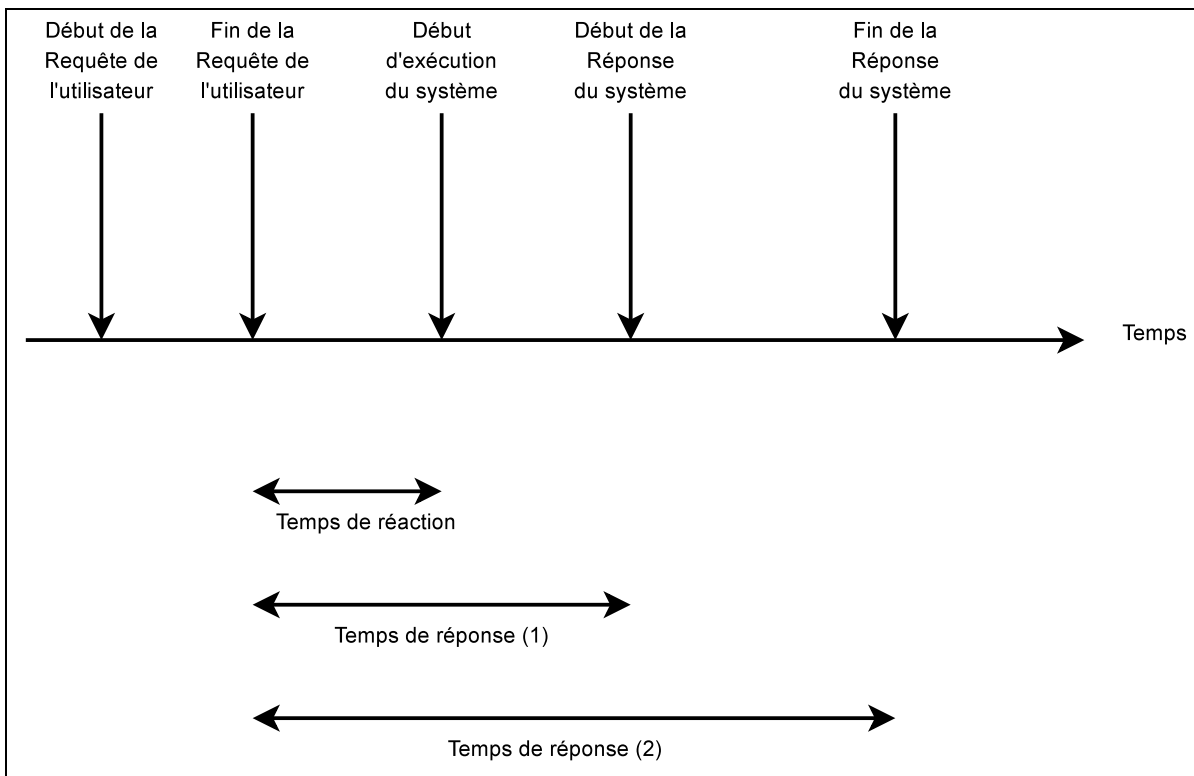 Début de la
Requête de
l'utilisateur
Fin de la
Requête de
l'utilisateur
Début
d'exécution
du système
Début de la
Réponse
du système
Fin de la
Réponse
du système
Temps
Temps de réaction
Temps de réponse (1)
Temps de réponse (2)